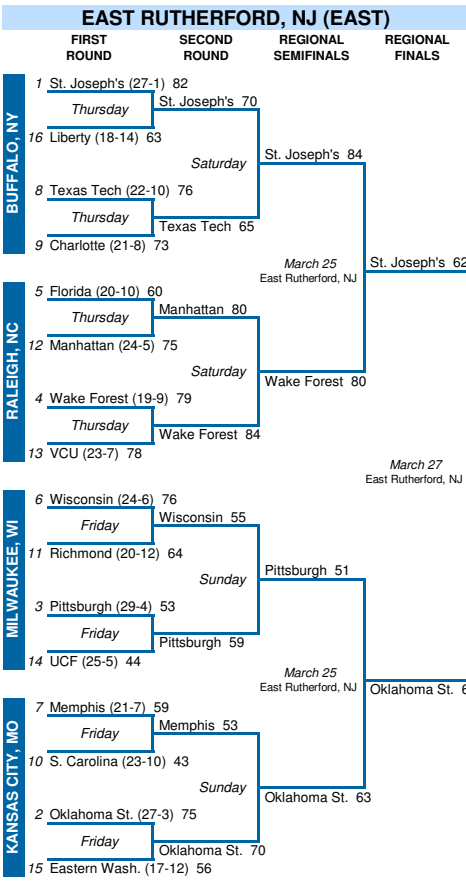 EAST RUTHERFORD, NJ (EAST)
FIRST ROUND
SECOND ROUND
REGIONAL SEMIFINALS
REGIONAL FINALS
BUFFALO, NY
1 St. Joseph's (27-1) 82
Thursday
16 Liberty (18-14) 63
St. Joseph's 70
Saturday
8 Texas Tech (22-10) 76
Thursday
9 Charlotte (21-8) 73
Texas Tech 65
St. Joseph's 84
March 25
East Rutherford, NJ
St. Joseph's 62
RALEIGH, NC
5 Florida (20-10) 60
Thursday
12 Manhattan (24-5) 75
Manhattan 80
Saturday
4 Wake Forest (19-9) 79
Thursday
13 VCU (23-7) 78
Wake Forest 84
Wake Forest 80
March 27
East Rutherford, NJ
MILWAUKEE, WI
6 Wisconsin (24-6) 76
Friday
11 Richmond (20-12) 64
Wisconsin 55
Sunday
3 Pittsburgh (29-4) 53
Friday
14 UCF (25-5) 44
Pittsburgh 59
Pittsburgh 51
March 25
East Rutherford, NJ
Oklahoma St.
KANSAS CITY, MO
7 Memphis (21-7) 59
Friday
10 S. Carolina (23-10) 43
Memphis 53
Sunday
2 Oklahoma St. (27-3) 75
Friday
15 Eastern Wash. (17-12) 56
Oklahoma St. 70
Oklahoma St. 63